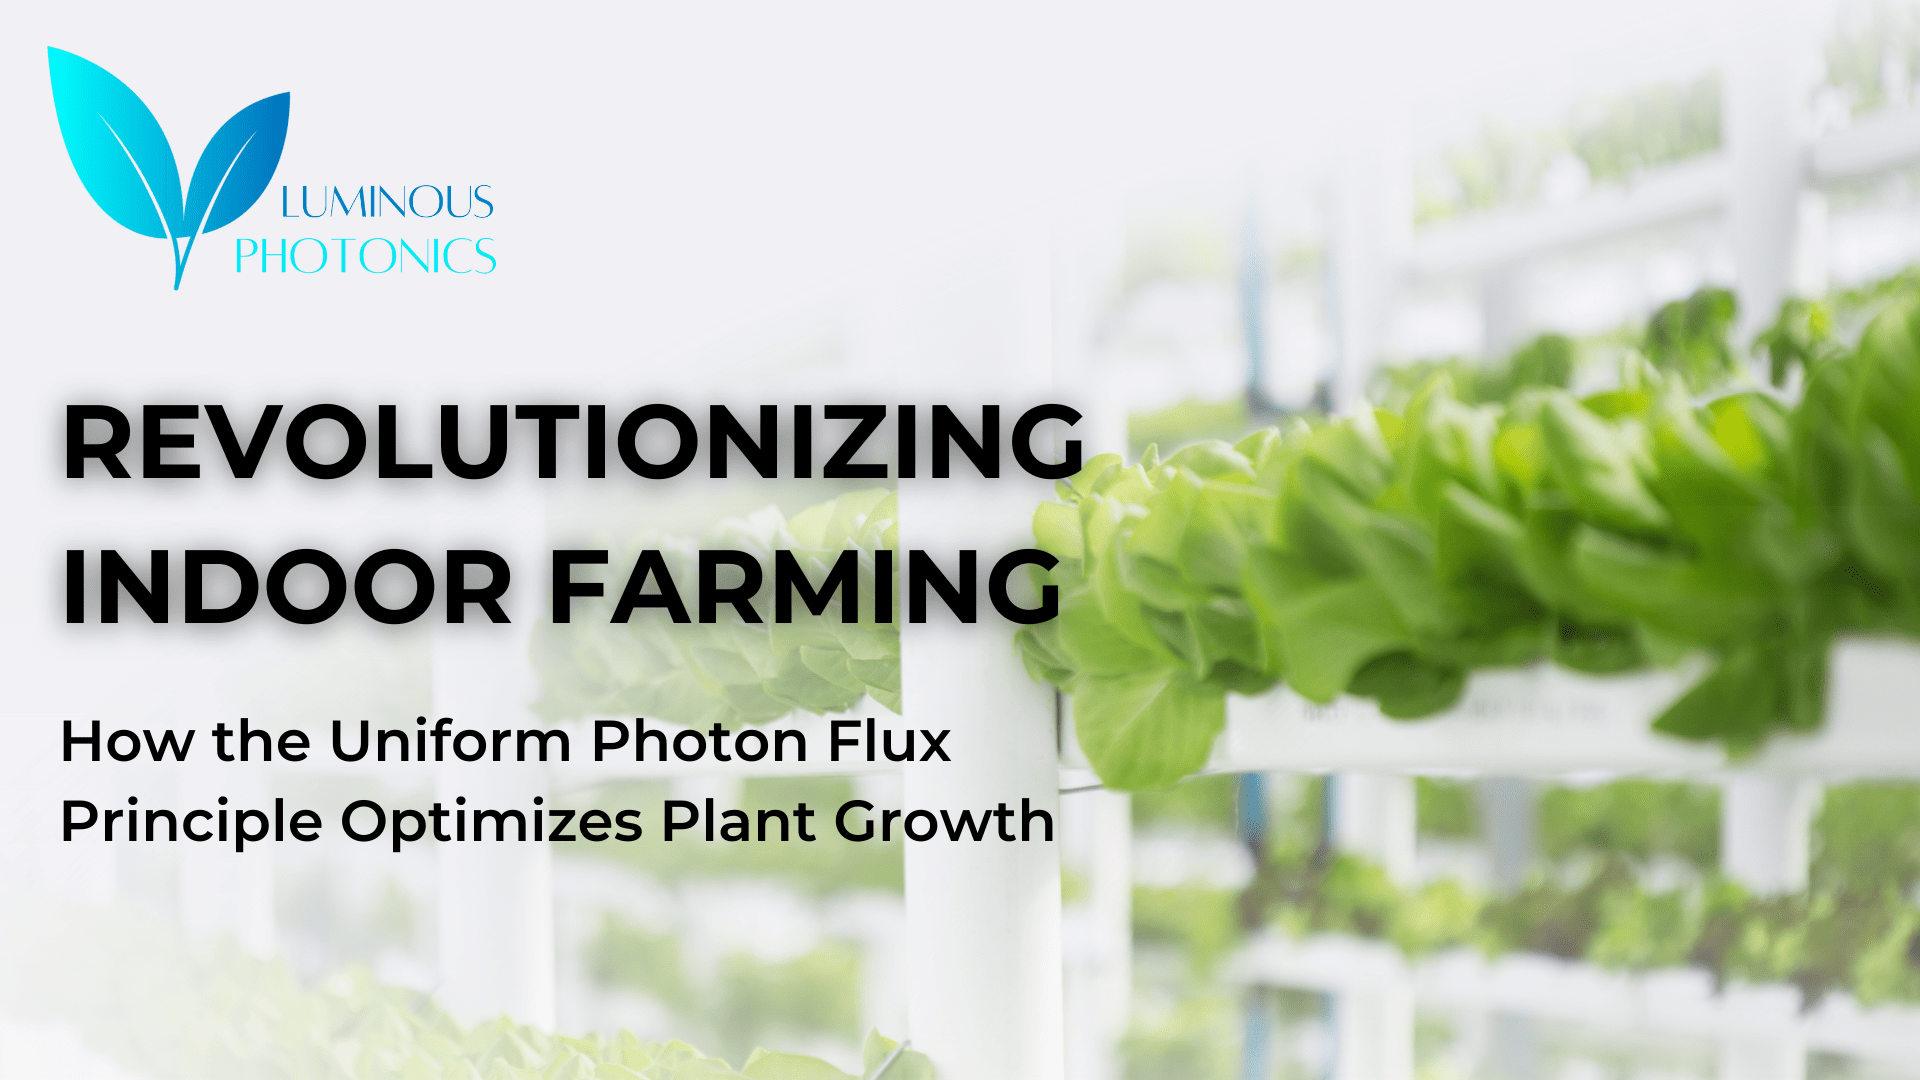 LUMINOUS
PHOTONICS
REVOLUTIONIZING
INDOOR FARMING
How the Uniform Photon Flux
Principle Optimizes Plant Growth